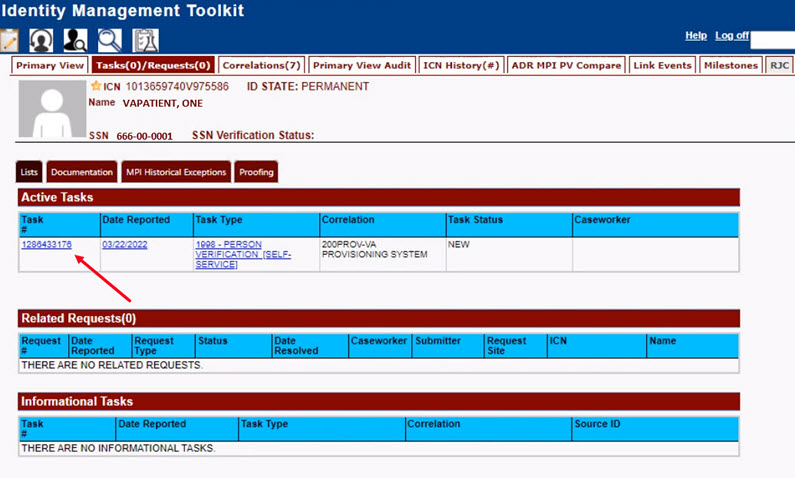 Identity Management Toolkit
Help Log off
Primary View Tasks(0)/Requests(0) Correlations(7) Primary View Audit ICN History(#) ADR MPI PV Compare Link Events Milestones RJC
ICN 1013659740V975586 ID STATE: PERMANENT
Name VAPATIENT, ONE
SSN 666-00-0001 SSN Verification Status:
Lists Documentation MPI Historical Exceptions Proofing
Active Tasks
Task Date Reported Task Type Correlation Task Status Caseworker
#
1286433176 03/22/2022 1998 - PERSON 200PROV-VA NEW
VERIFICATION [SELF- PROVISIONING SYSTEM
SERVICE]
Related Requests(0)
Request Date Request Status Date Caseworker Submitter Request ICN Name
# Reported Type Resolved Site
THERE ARE NO RELATED REQUESTS.
Informational Tasks
Task Date Reported Task Type Correlation Source ID
#
THERE ARE NO INFORMATIONAL TASKS.